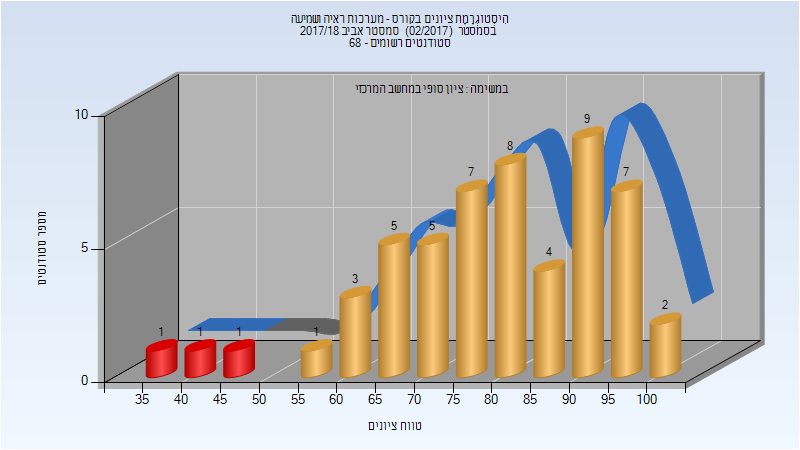 היסטוגרמת ציונים בקורס - מערכות ראיה ושמיעה
בסמסטר (02/2017) סמסטר אביב 2017/18
סטודנטים רשומים - 68
במשימה : ציון סופי במחשב המרכזי
מספר סטודנטים
10
5
0
1 1 1 1 3 5 5 7 8 4 9 7 2
35 40 45 50 55 60 65 70 75 80 85 90 95 100
טווח ציונים